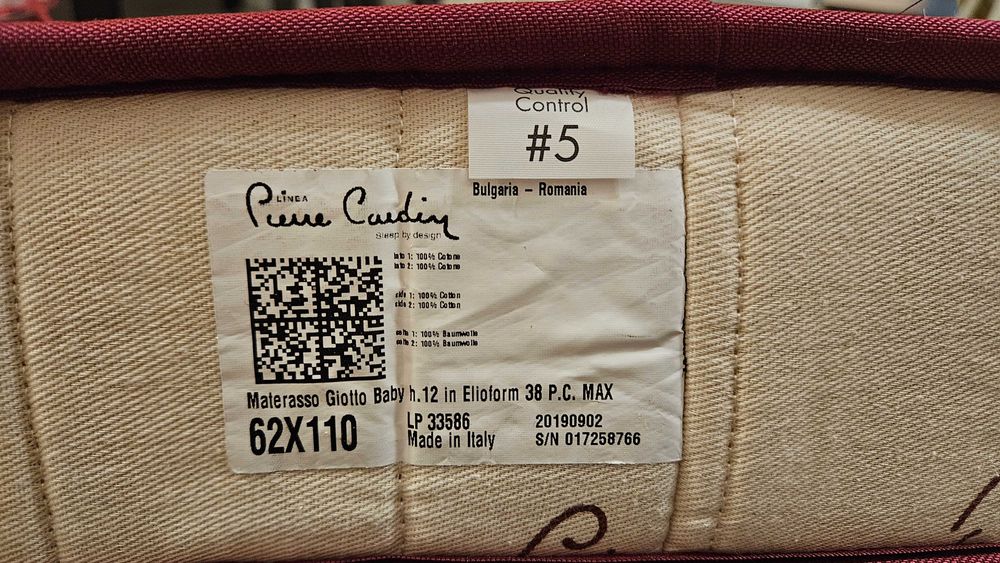 Quality
Control
#5
Bulgaria – Romania
LINEA
Pierre Cardin
Sleep by design
lato 1: 100% Cotone
lato 2: 100% Cotone
side 1: 100% Cotton
side 2: 100% Cotton
seite 1: 100% Baumwolle
seite 2: 100% Baumwolle
Materasso Giotto Baby h.12 in Elioform 38 P.C. MAX
62X110
LP 33586
20190902
Made in Italy
S/N 017258766